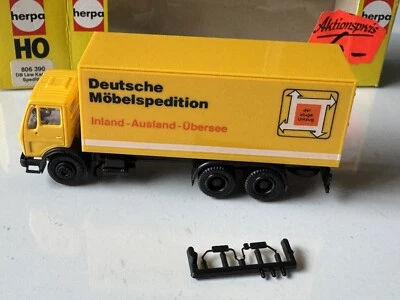 herpa
herpa
herpa
HO
806 390
Aktionspreis
Deutsche
Möbelspedition
Inland-Ausland-Übersee